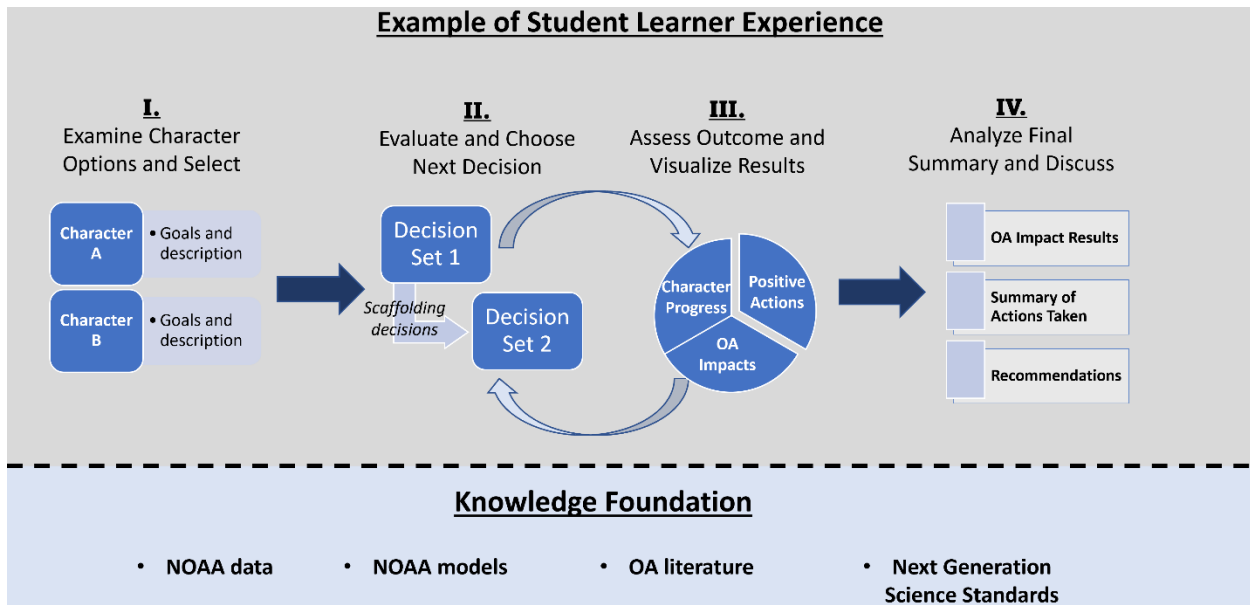 Example of Student Learner Experience
I.
Examine Character
Options and Select
Character
A
• Goals and
description
Character
B
• Goals and
description
II.
Evaluate and Choose
Next Decision
Decision
Set 1
Scaffolding
decisions
Decision
Set 2
III.
Assess Outcome and
Visualize Results
Character
Progress
Positive
Actions
OA
Impacts
IV.
Analyze Final
Summary and Discuss
OA Impact Results
Summary of
Actions Taken
Recommendations
Knowledge Foundation
• NOAA data
• NOAA models
• OA literature
• Next Generation
Science Standards